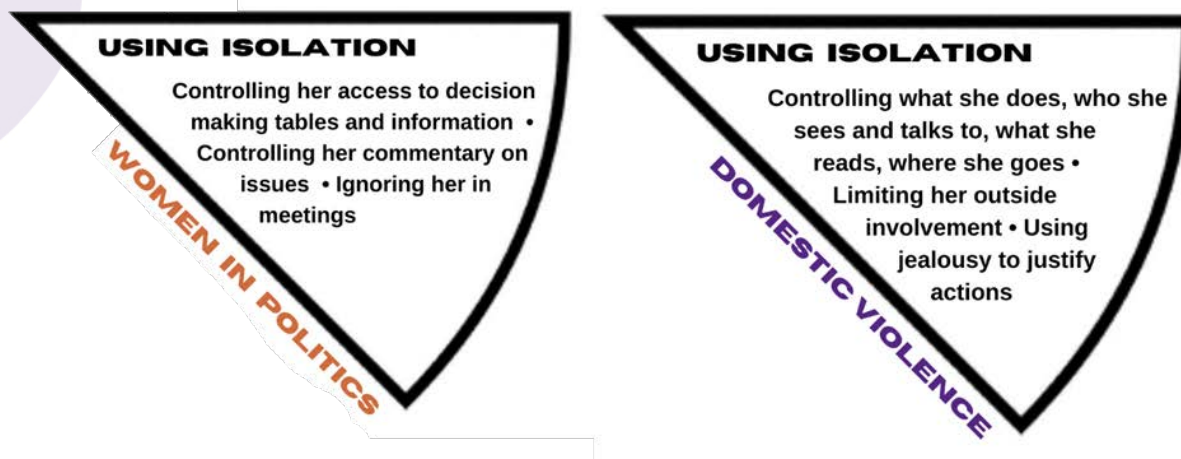 USING ISOLATION
Controlling her access to decision
making tables and information •
Controlling her commentary on
issues • Ignoring her in
meetings
WOMEN IN POLITICS
USING ISOLATION
Controlling what she does, who she
sees and talks to, what she
reads, where she goes •
Limiting her outside
involvement • Using
jealousy to justify
actions
DOMESTIC VIOLENCE